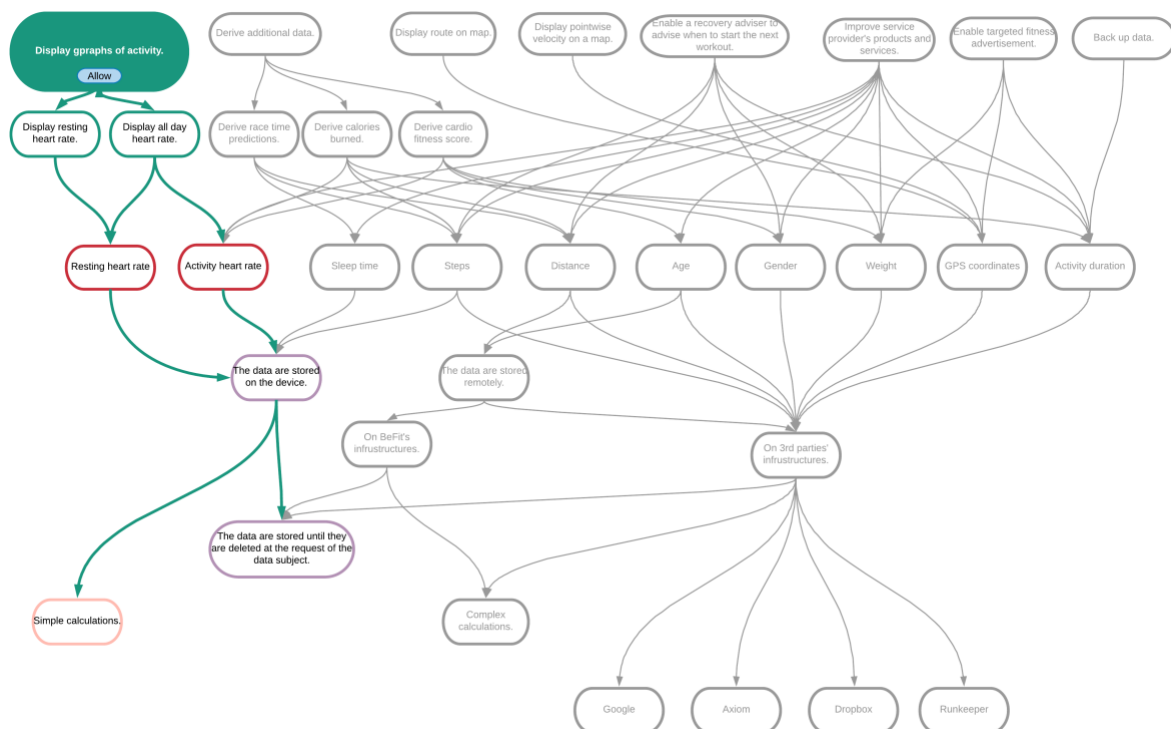 Display gpraphs of activity.
Allow
Derive additional data.
Display route on map.
Display pointwise
velocity on a map.
Enable a recovery adviser to
advise when to start the next
workout.
Improve service
provider's products and
services.
Enable targeted fitness
advertisement.
Back up data.
Display resting
heart rate.
Display all day
heart rate.
Derive race time
predictions.
Derive calories
burned.
Derive cardio
fitness score.
Resting heart rate
Activity heart rate
Sleep time
Steps
Distance
Age
Gender
Weight
GPS coordinates
Activity duration
The data are stored
on the device.
The data are stored
remotely.
On BeFit's
infrustructures.
On 3rd parties'
infrustructures.
The data are stored until they
are deleted at the request of the
data subject.
Simple calculations.
Complex
calculations.
Google
Axiom
Dropbox
Runkeeper